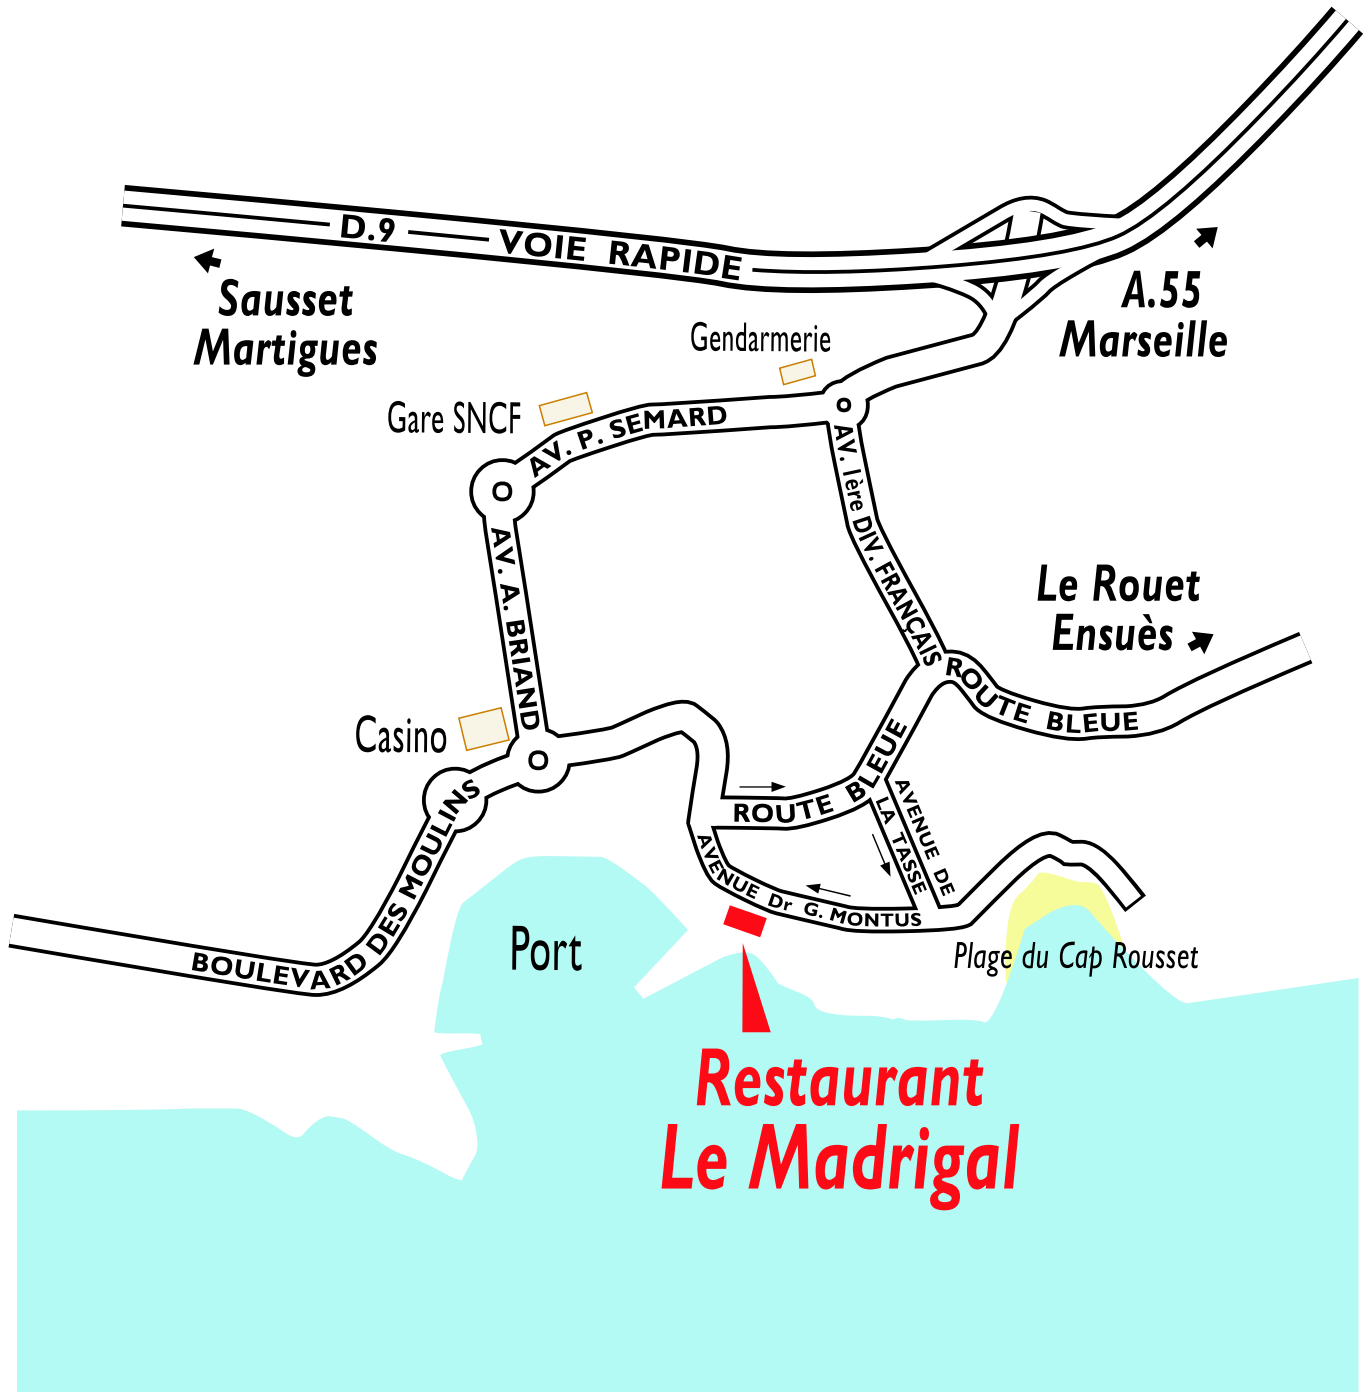 D.9 VOIE RAPIDE
Sausset
Martigues
A.55
Marseille
Gendarmerie
Gare SNCF
AV. P. SEMARD
AV. 1ère DIV. FRANÇAIS
AV. A. BRIAND
Le Rouet
Ensuès
ROUTE BLEUE
Casino
ROUTE BLEUE
BOULEVARD DES MOULINS
AVENUE DE
LA TASSE
AVENUE Dr G. MONTUS
Port
Plage du Cap Rousset
Restaurant
Le Madrigal